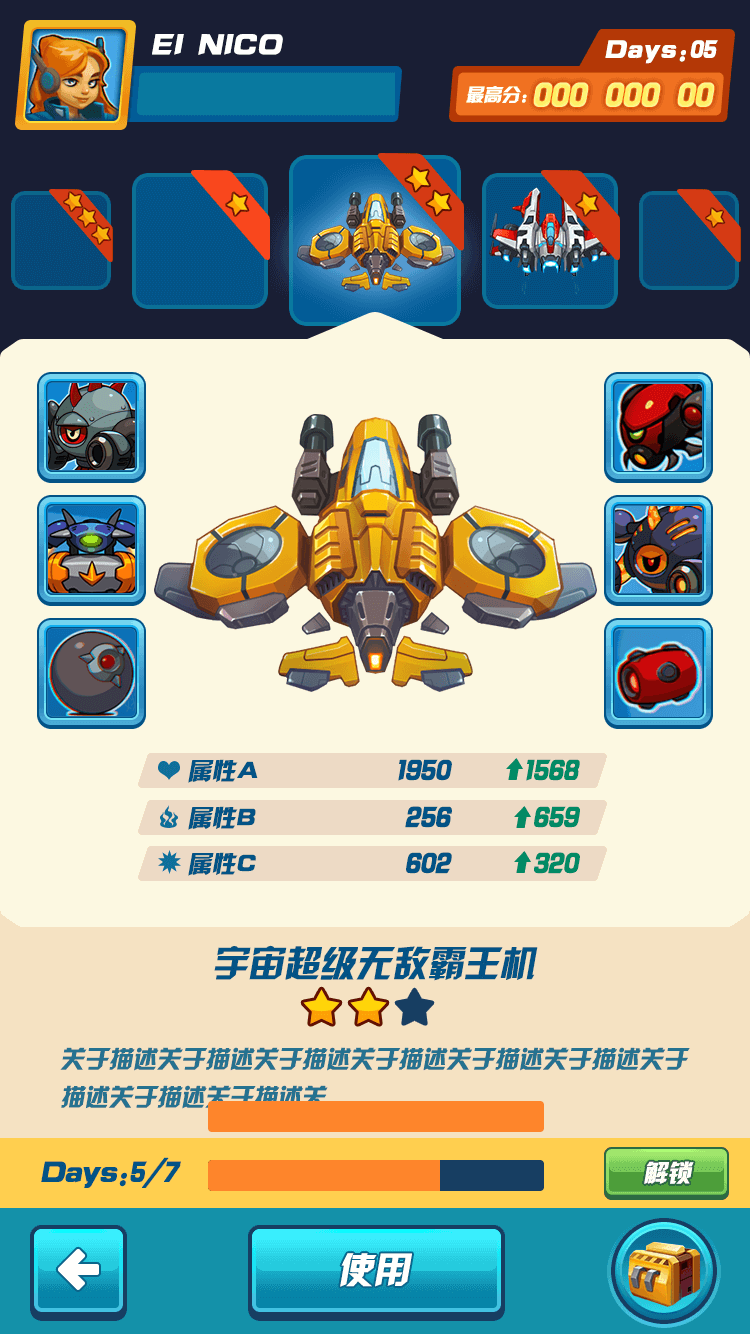 EI NICO
Days:05
最高分: 000 000 00
属性A 1950 1568
属性B 256 659
属性C 602 320
宇宙超级无敌霸王机
关于描述关于描述关于描述关于描述关于描述关于描述关于
描述关于描述关于描述关
Days:5/7
解锁
使用